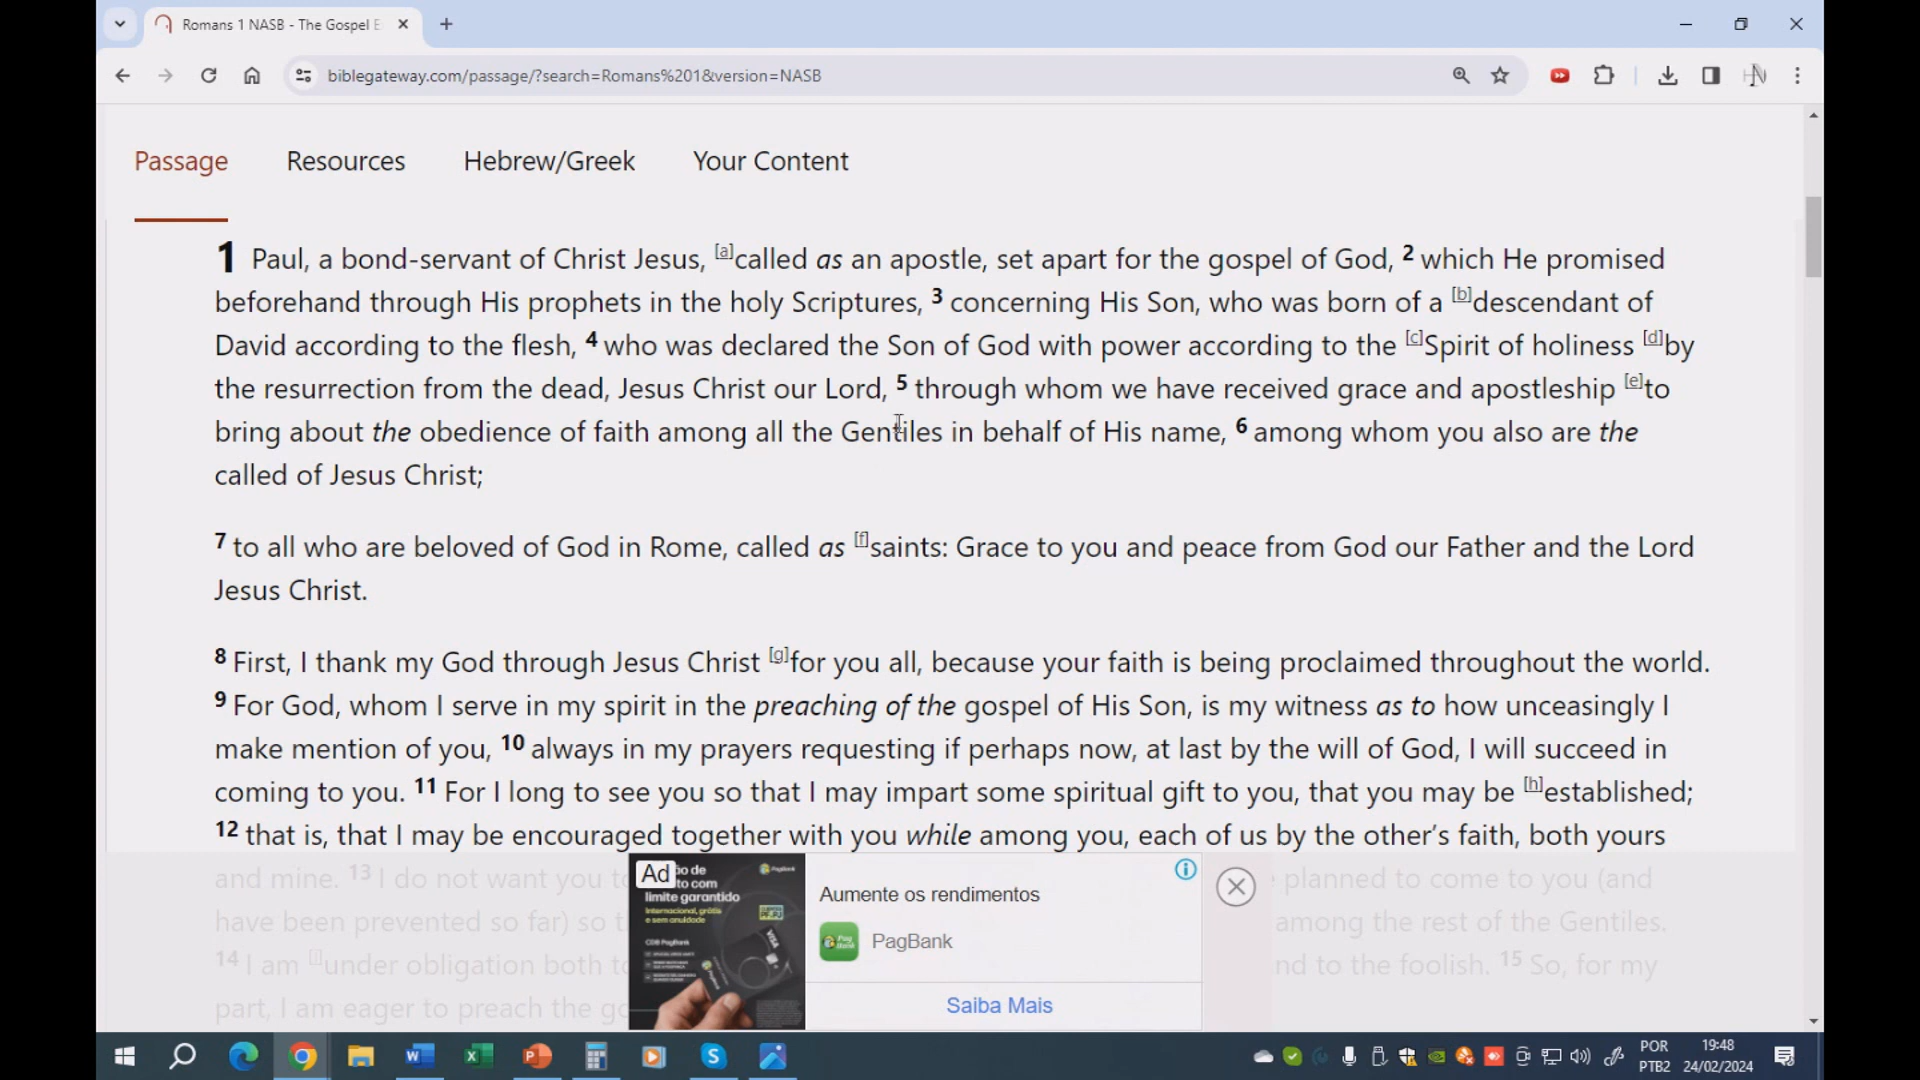 Romans 1 NASB - The Gospel E
biblegateway.com/passage/?search=Romans%201&version=NASB
Passage Resources Hebrew/Greek Your Content
1 Paul, a bond-servant of Christ Jesus, [a]called as an apostle, set apart for the gospel of God, 2 which He promised
beforehand through His prophets in the holy Scriptures, 3 concerning His Son, who was born of a [b]descendant of
David according to the flesh, 4 who was declared the Son of God with power according to the [c]Spirit of holiness [d]by
the resurrection from the dead, Jesus Christ our Lord, 5 through whom we have received grace and apostleship [e]to
bring about the obedience of faith among all the Gentiles in behalf of His name, 6 among whom you also are the
called of Jesus Christ;
7 to all who are beloved of God in Rome, called as [f]saints: Grace to you and peace from God our Father and the Lord
Jesus Christ.
8 First, I thank my God through Jesus Christ [g]for you all, because your faith is being proclaimed throughout the world.
9 For God, whom I serve in my spirit in the preaching of the gospel of His Son, is my witness as to how unceasingly I
make mention of you, 10 always in my prayers requesting if perhaps now, at last by the will of God, I will succeed in
coming to you. 11 For I long to see you so that I may impart some spiritual gift to you, that you may be [h]established;
12 that is, that I may be encouraged together with you while among you, each of us by the other's faith, both yours
and mine. 13 I do not want you planned to come to you (and
have been prevented so far) so among the rest of the Gentiles.
14 I am [i]under obligation both nd to the foolish. 15 So, for my
part, I am eager to preach the
Ad
limite garantido
Internacional, grátis
e sem anuidade
CDB PagBank
VISA
Aumente os rendimentos
PagBank
Saiba Mais
POR
PTB2
19:48
24/02/2024